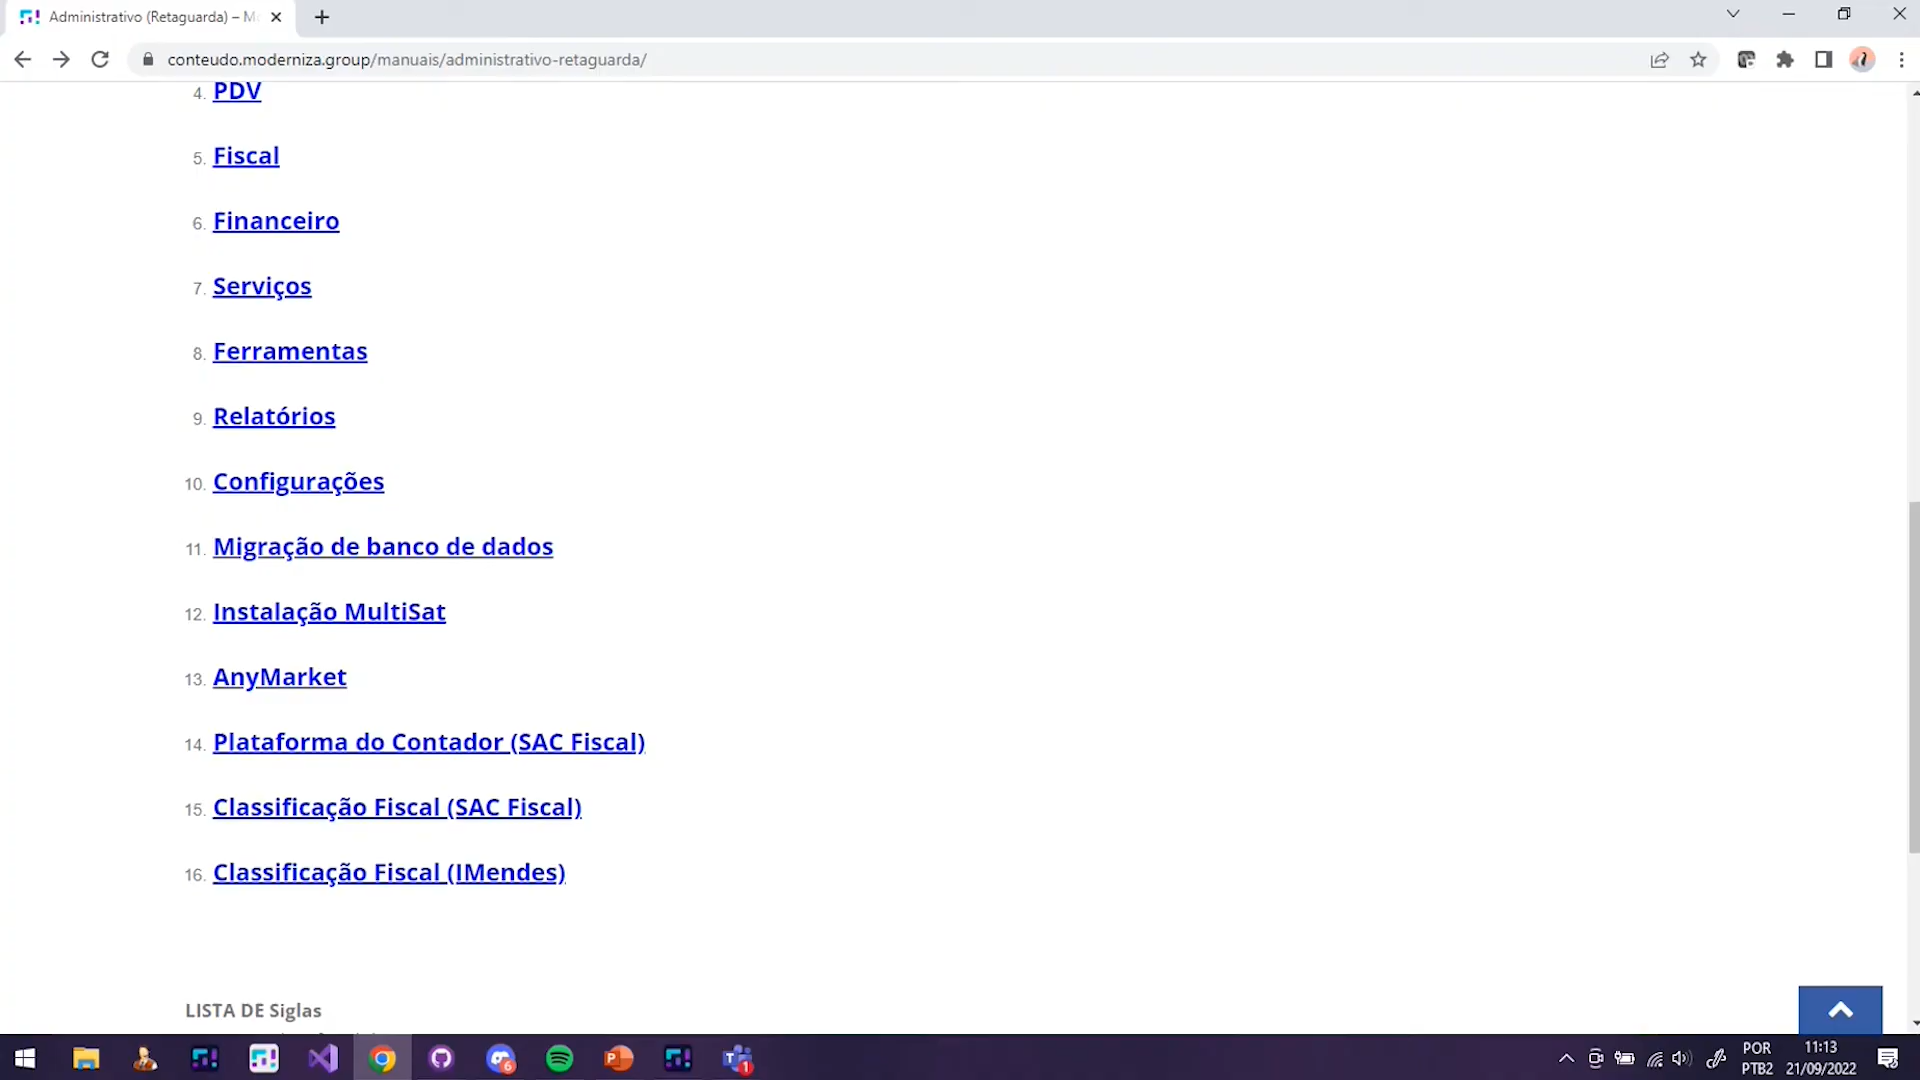 Administrativo (Retaguarda) – Mo
conteudo.moderniza.group/manuais/administrativo-retaguarda/
4. PDV
5. Fiscal
6. Financeiro
7. Serviços
8. Ferramentas
9. Relatórios
10. Configurações
11. Migração de banco de dados
12. Instalação MultiSat
13. AnyMarket
14. Plataforma do Contador (SAC Fiscal)
15. Classificação Fiscal (SAC Fiscal)
16. Classificação Fiscal (IMendes)
LISTA DE Siglas
6
1
POR
PTB2
11:13
21/09/2022